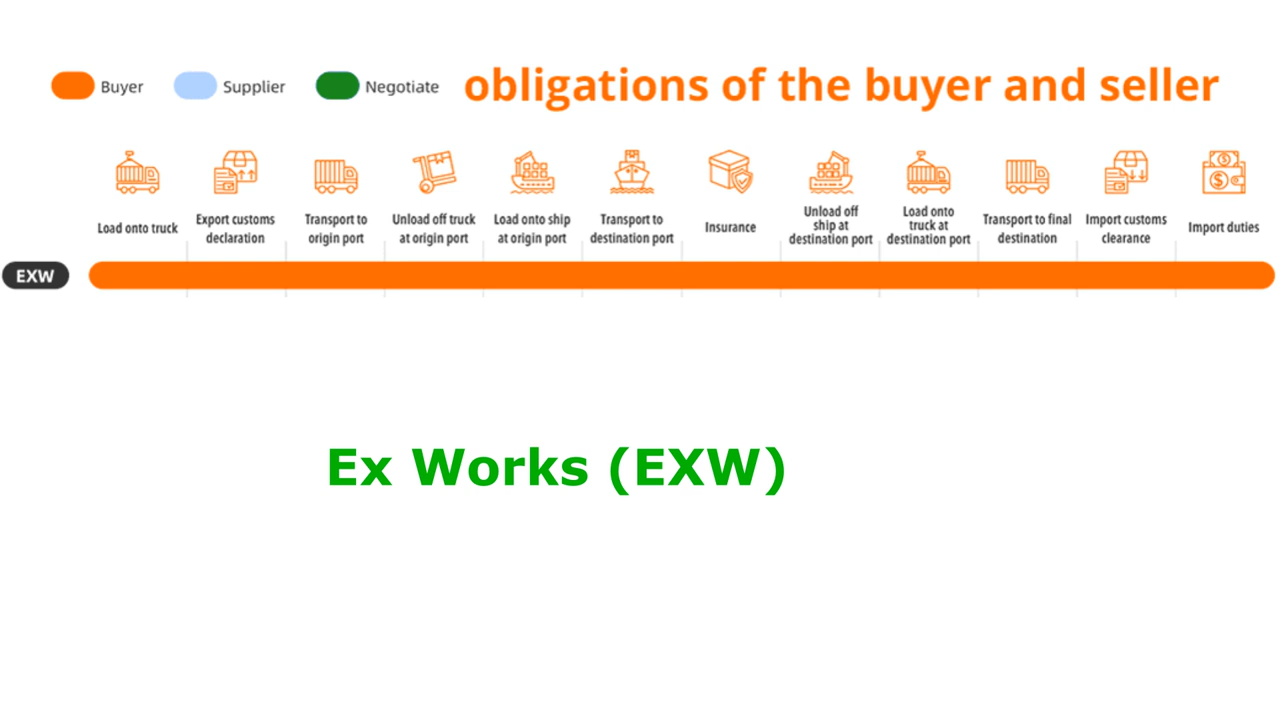 Buyer Supplier Negotiate obligations of the buyer and seller
Load onto truck
Export customs
declaration
Transport to
origin port
Unload off truck
at origin port
Load onto ship
at origin port
Transport to
destination port
Insurance
Unload off
ship at
destination port
Load onto
truck at
destination port
Transport to final
destination
Import customs
clearance
Import duties
EXW
Ex Works (EXW)